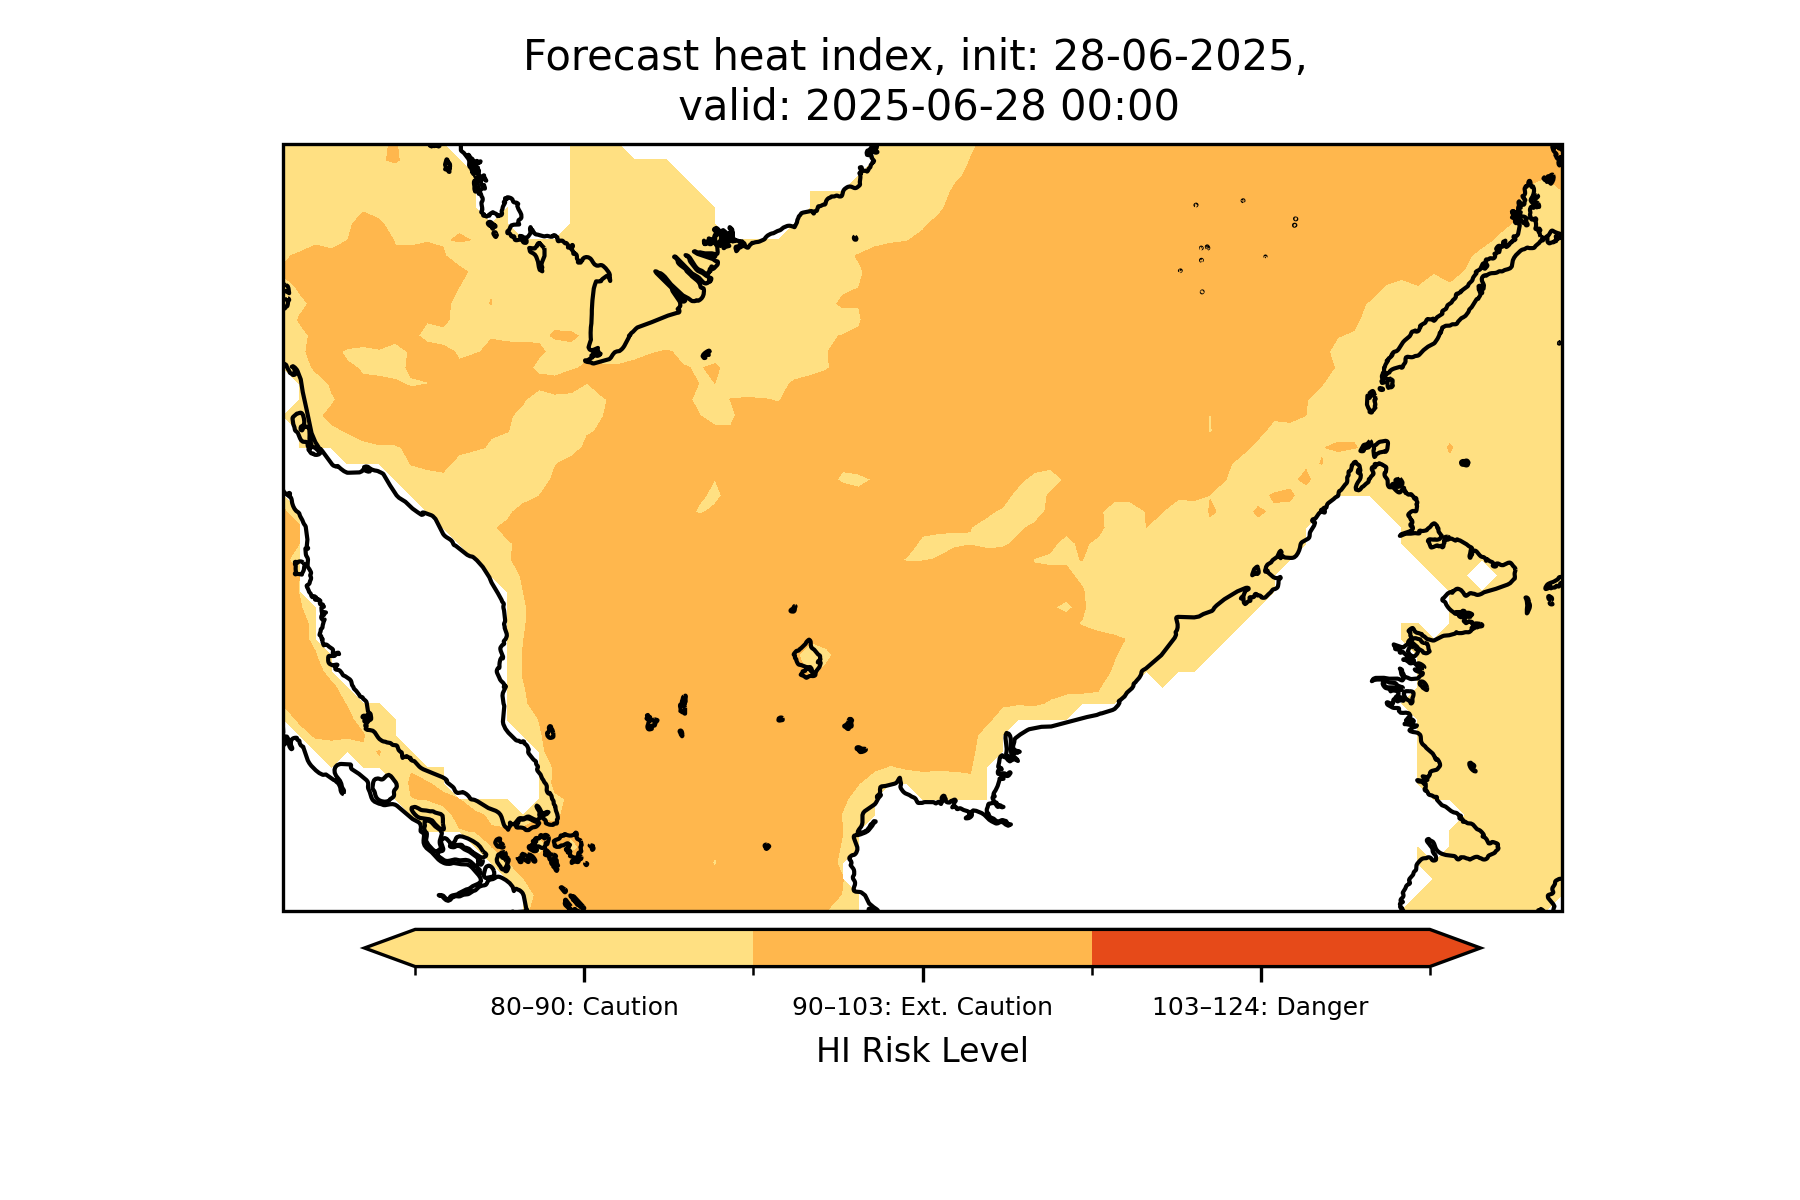 Forecast heat index, init: 28-06-2025,
valid: 2025-06-28 00:00
80–90: Caution
90–103: Ext. Caution
103–124: Danger
HI Risk Level